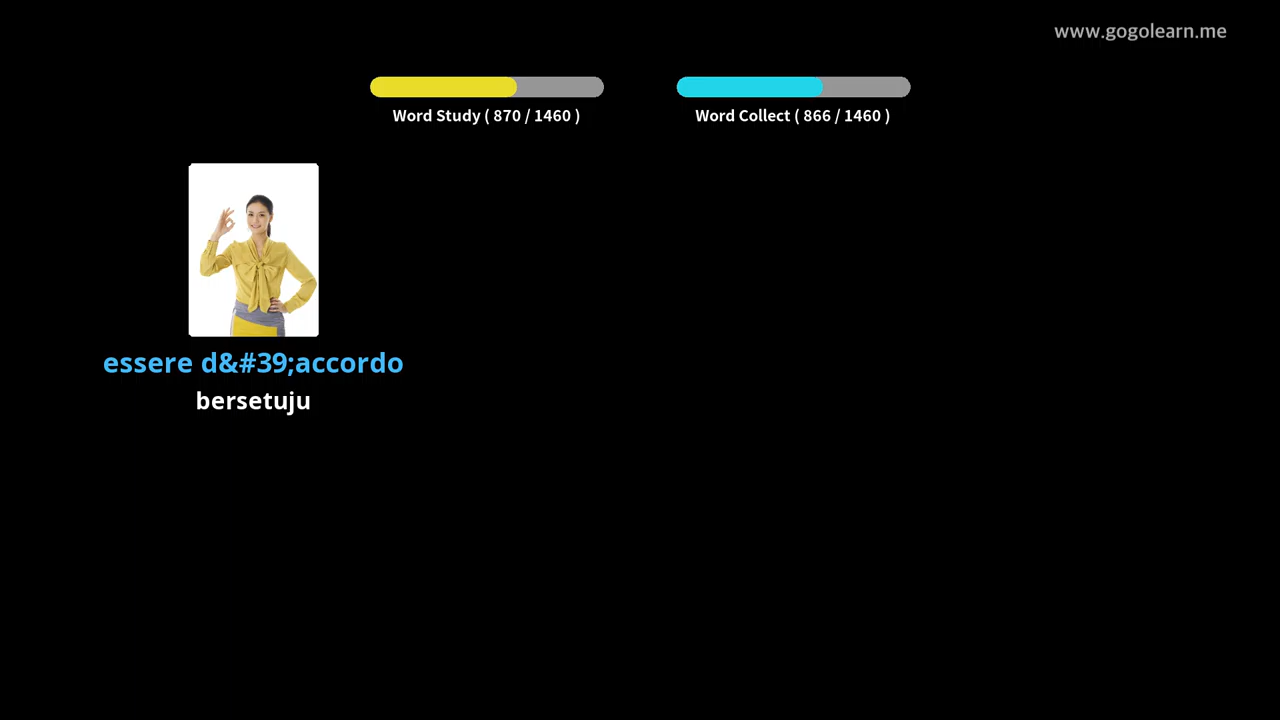 www.gogolearn.me
Word Study ( 870 / 1460 )
Word Collect ( 866 / 1460 )
essere d&#39;accordo
bersetuju